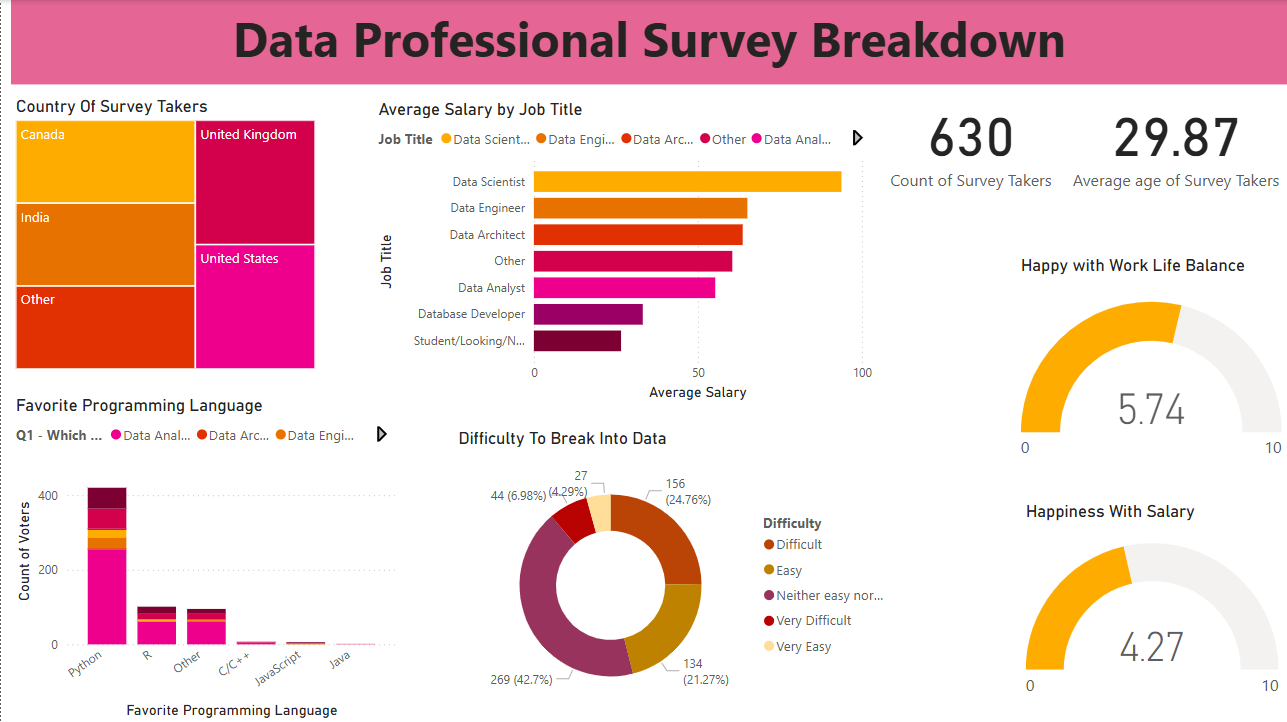 Data Professional Survey Breakdown
Country Of Survey Takers
Canada
United Kingdom
India
United States
Other
Average Salary by Job Title
Job Title Data Scient... Data Engi... Data Arc... Other Data Anal...
Job Title
Data Scientist
Data Engineer
Data Architect
Other
Data Analyst
Database Developer
Student/Looking/N...
0 50 100
Average Salary
630
Count of Survey Takers
29.87
Average age of Survey Takers
Happy with Work Life Balance
5.74
0 10
Favorite Programming Language
Q1 - Which ... Data Anal... Data Arc... Data Engi...
Count of Voters
400
200
0
Python R Other C/C++ JavaScript Java
Favorite Programming Language
Difficulty To Break Into Data
27
(4.29%)
44 (6.98%)
156
(24.76%)
134
(21.27%)
269 (42.7%)
Difficulty
Difficult
Easy
Neither easy nor...
Very Difficult
Very Easy
Happiness With Salary
4.27
0 10